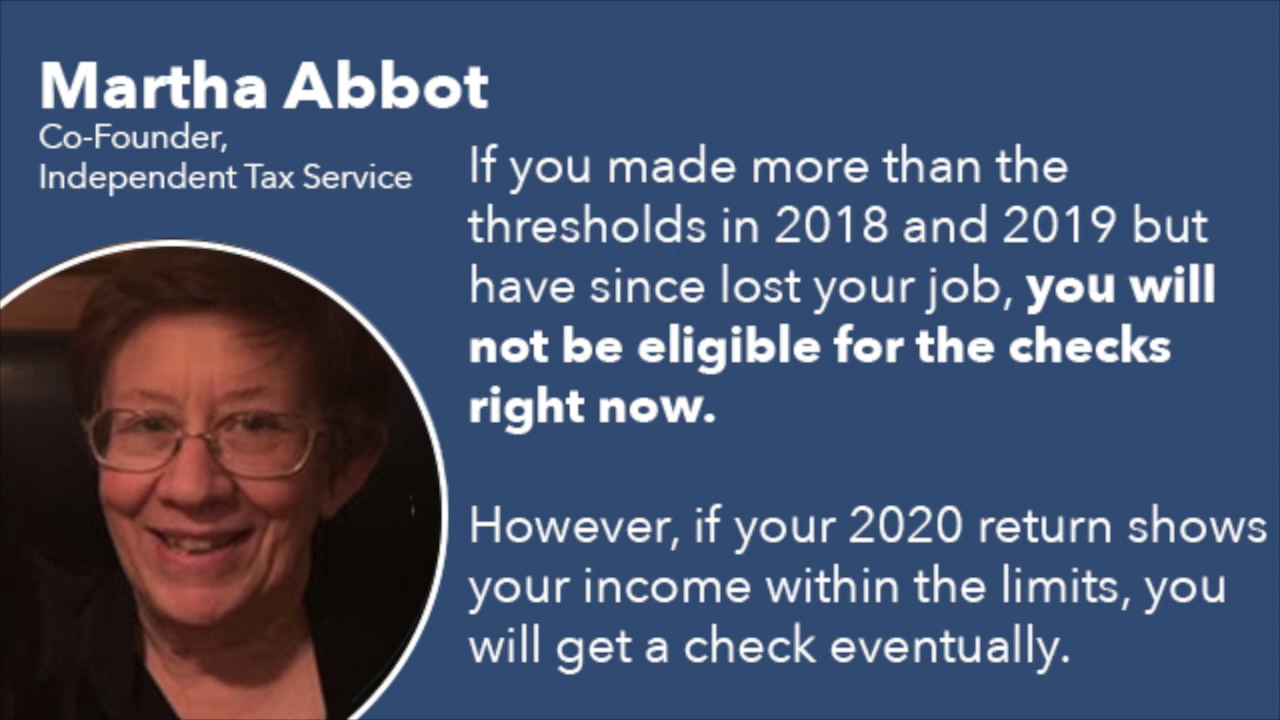 Martha Abbot
Co-Founder,
Independent Tax Service
If you made more than the
thresholds in 2018 and 2019 but
have since lost your job, you will
not be eligible for the checks
right now.
However, if your 2020 return shows
your income within the limits, you
will get a check eventually.